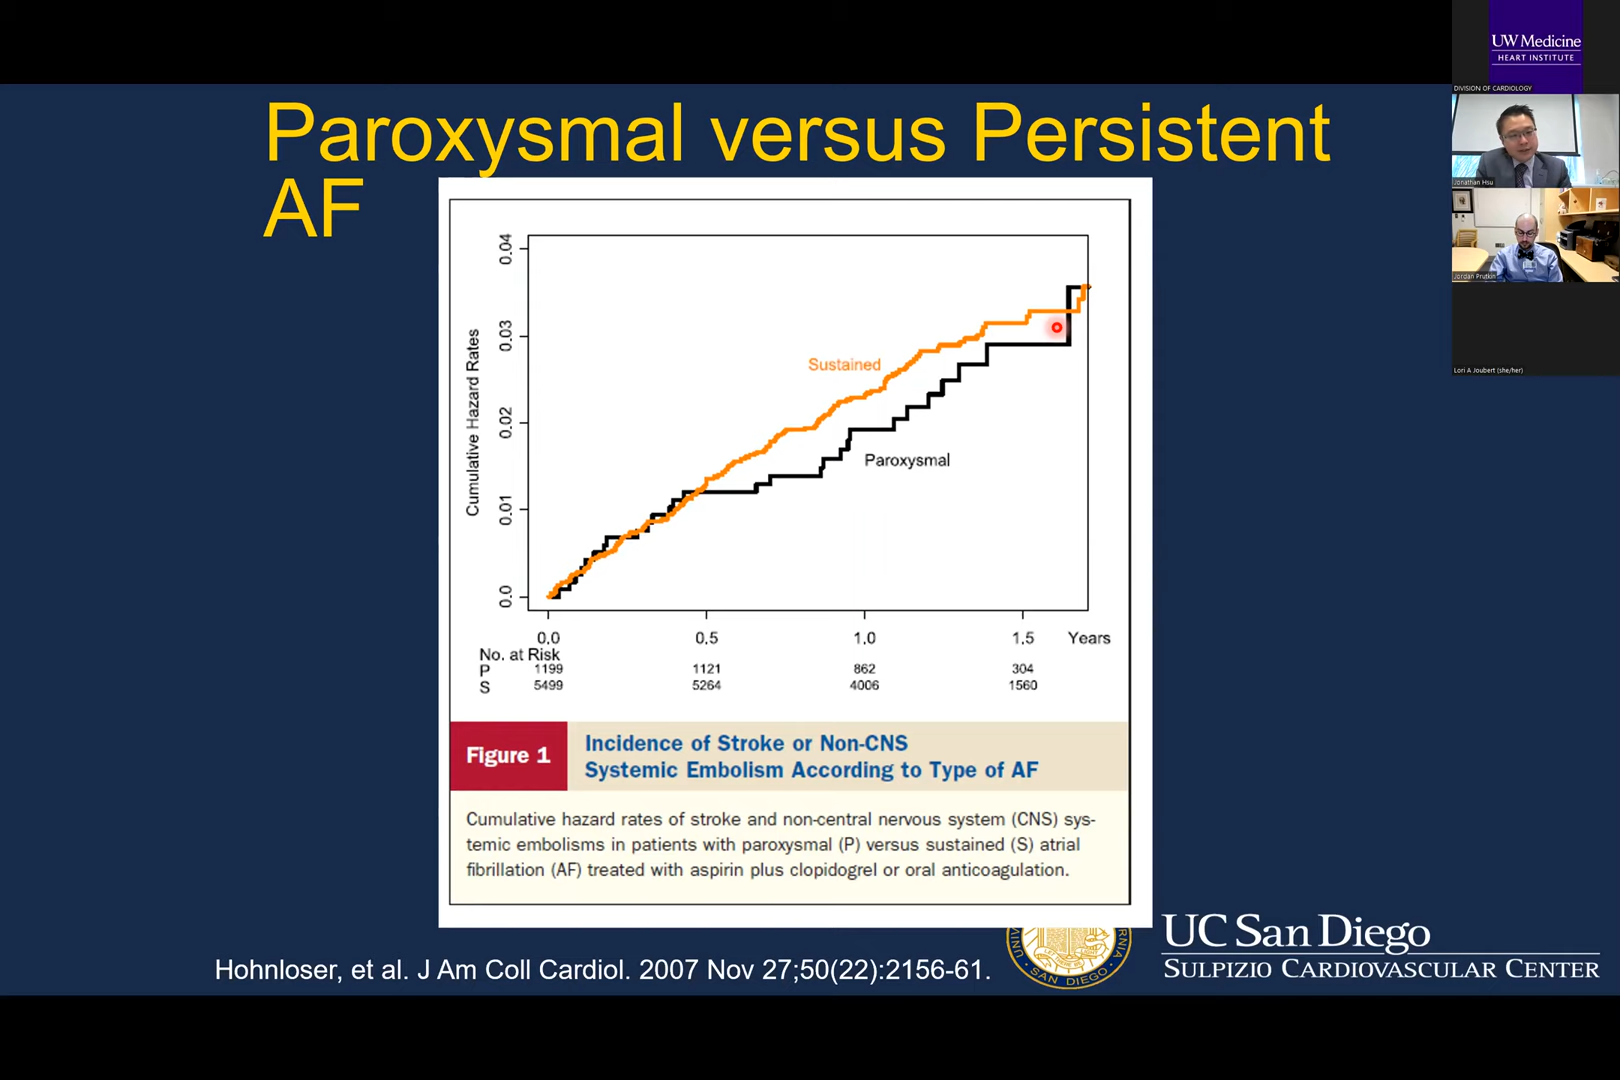 Paroxysmal versus Persistent
AF
0.04
0.03
0.02
0.01
0.0
Cumulative Hazard Rates
Sustained
Paroxysmal
0.0 0.5 1.0 1.5 Years
No. at Risk
P 1199 1121 862 304
S 5499 5264 4006 1560
Figure 1
Incidence of Stroke or Non-CNS
Systemic Embolism According to Type of AF
Cumulative hazard rates of stroke and non-central nervous system (CNS) sys-
temic embolisms in patients with paroxysmal (P) versus sustained (S) atrial
fibrillation (AF) treated with aspirin plus clopidogrel or oral anticoagulation.
Hohnloser, et al. J Am Coll Cardiol. 2007 Nov 27;50(22):2156-61.
SAN DIEGO
UC San Diego
SULPIZIO CARDIOVASCULAR CENTER
UW Medicine
HEART INSTITUTE
DIVISION OF CARDIOLOGY
Jonathan Hsu
Jordan Prutkin
Lori A Joubert (she/her)